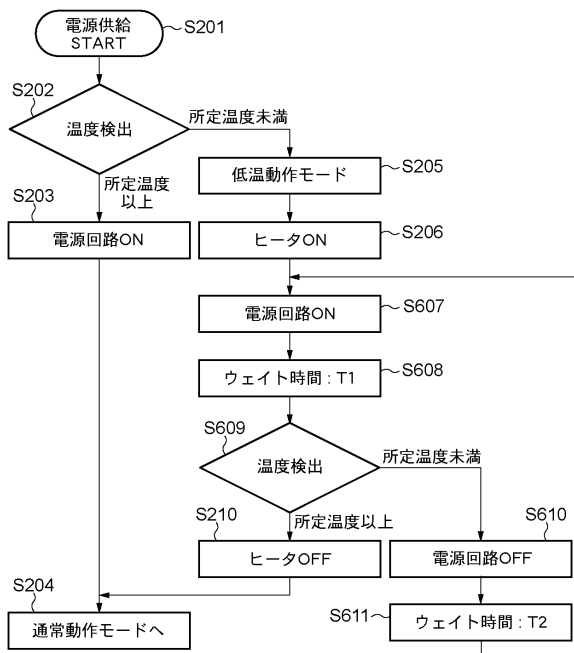 電源供給
START
S201
S202
温度検出
所定温度未満
所定温度
以上
S203
電源回路ON
低温動作モード
S205
ヒータON
S206
電源回路ON
S607
ウェイト時間 : T1
S608
S609
温度検出
所定温度未満
所定温度以上
S210
ヒータOFF
S610
電源回路OFF
S204
通常動作モードへ
S611
ウェイト時間 : T2